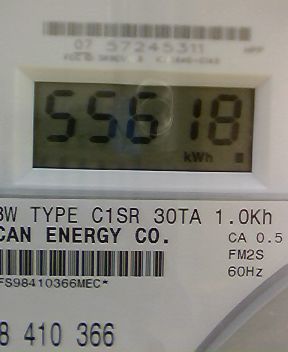 07 57245311
55618
kWh
3W TYPE C1SR 30TA 1.0Kh
CAN ENERGY CO.
CA 0.5
FM2S
60Hz
FS98410366MEC*
8 410 366